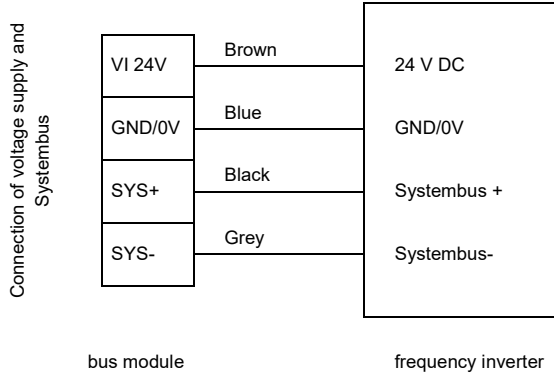 Connection of voltage supply and
Systembus
VI 24V
Brown
24 V DC
GND/0V
Blue
GND/0V
SYS+
Black
Systembus +
SYS-
Grey
Systembus-
bus module
frequency inverter